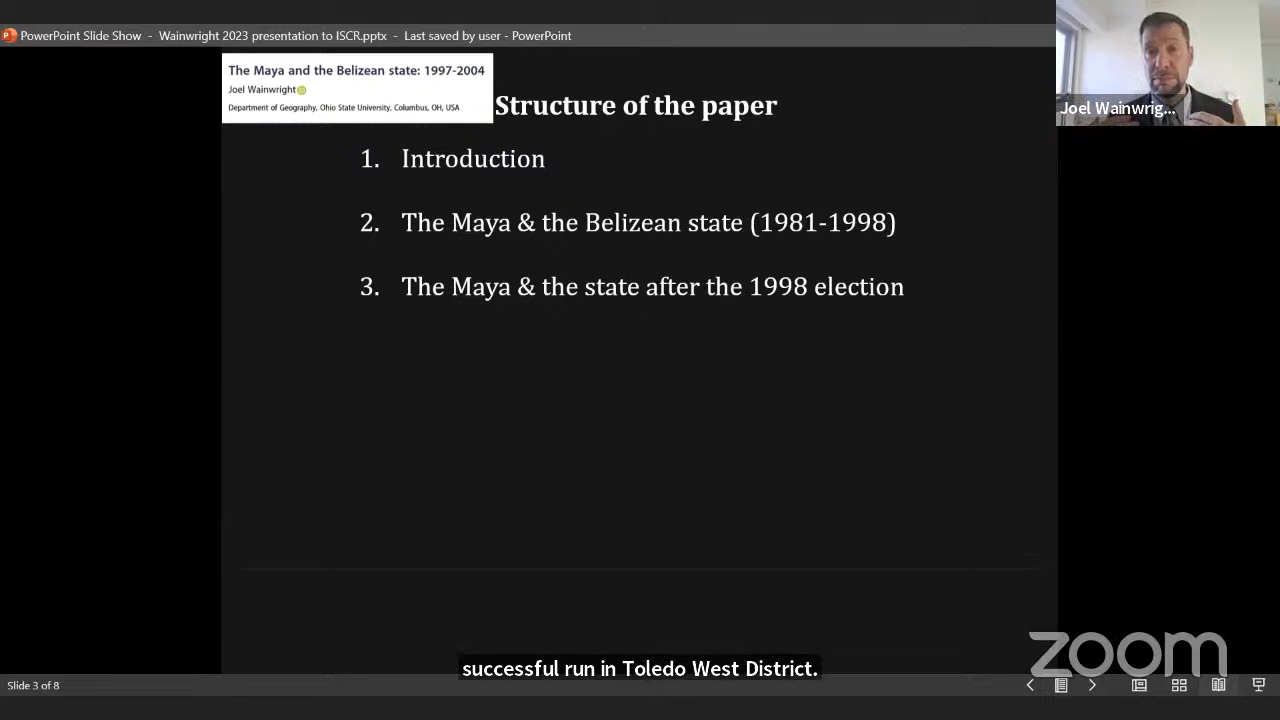 PowerPoint Slide Show - Wainwright 2023 presentation to ISCR.pptx - Last saved by user - PowerPoint
The Maya and the Belizean state: 1997-2004
Joel Wainwright
Department of Geography, Ohio State University, Columbus, OH, USA
Structure of the paper
Joel Wainwrig...
1. Introduction
2. The Maya & the Belizean state (1981-1998)
3. The Maya & the state after the 1998 election
zoom
successful run in Toledo West District.
Slide 3 of 8